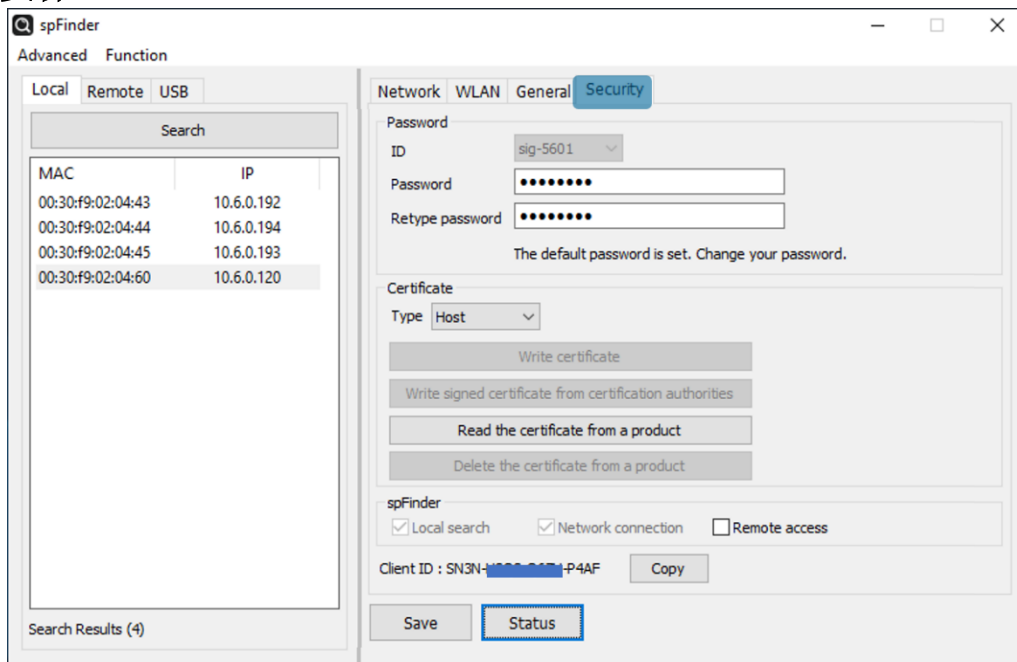 spFinder
Advanced Function
Local Remote USB
Search
MAC IP
00:30:f9:02:04:43 10.6.0.192
00:30:f9:02:04:44 10.6.0.194
00:30:f9:02:04:45 10.6.0.193
00:30:f9:02:04:60 10.6.0.120
Search Results (4)
Network WLAN General Security
Password
ID sig-5601
Password ••••••••
Retype password ••••••••
The default password is set. Change your password.
Certificate
Type Host
Write certificate
Write signed certificate from certification authorities
Read the certificate from a product
Delete the certificate from a product
spFinder
Local search Network connection Remote access
Client ID : SN3N- -P4AF Copy
Save Status